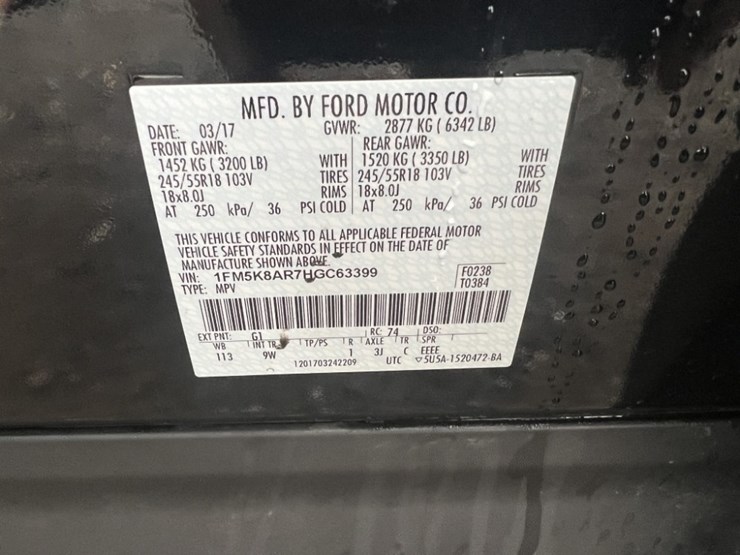 MFD. BY FORD MOTOR CO.
DATE: 03/17 GVWR: 2877 KG ( 6342 LB)
FRONT GAWR: REAR GAWR:
1452 KG ( 3200 LB) WITH 1520 KG ( 3350 LB) WITH
245/55R18 103V TIRES 245/55R18 103V TIRES
18x8.0J RIMS 18x8.0J RIMS
AT 250 kPa/ 36 PSI COLD AT 250 kPa/ 36 PSI COLD
THIS VEHICLE CONFORMS TO ALL APPLICABLE FEDERAL MOTOR
VEHICLE SAFETY STANDARDS IN EFFECT ON THE DATE OF
MANUFACTURE SHOWN ABOVE.
VIN: 1FM5K8AR7HGC63399 F0238
TYPE: MPV T0384
EXT PNT: G1 RC: 74 DSO:
WB INT TR TP/PS R AXLE TR SPR
113 9W 1 3J C EEEE
1201703242209 UTC 5U5A-1520472-BA